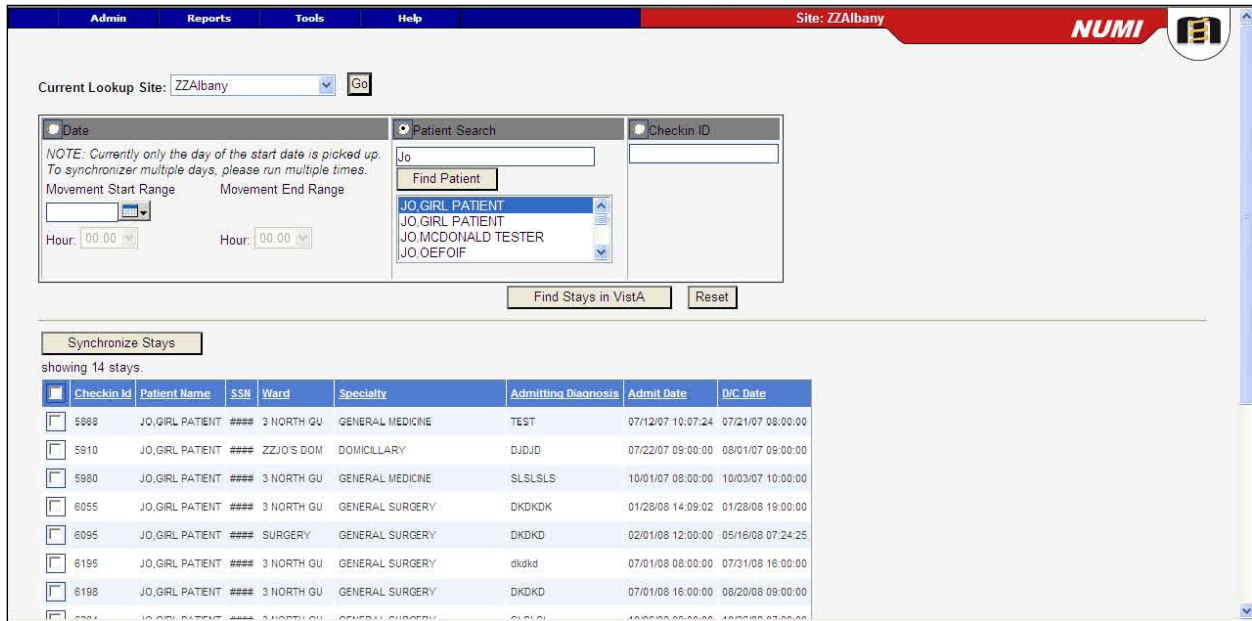 Admin Reports Tools Help Site: ZZAlbany NUMI
Current Lookup Site: ZZAlbany Go
Date
NOTE: Currently only the day of the start date is picked up.
To synchronizer multiple days, please run multiple times.
Movement Start Range Movement End Range
Hour: 00:00 Hour: 00:00
Patient Search
Jo
Find Patient
JO,GIRL PATIENT
JO,GIRL PATIENT
JO,MCDONALD TESTER
JO,OEFOIF
Checkin ID
Find Stays in VistA Reset
Synchronize Stays
showing 14 stays.
Checkin Id Patient Name SSN Ward Specialty Admitting Diagnosis Admit Date D/C Date
5868 JO,GIRL PATIENT #### 3 NORTH GU GENERAL MEDICINE TEST 07/12/07 10:07:24 07/21/07 08:00:00
5910 JO,GIRL PATIENT #### ZZJO'S DOM DOMICILLARY DJDJD 07/22/07 09:00:00 08/01/07 09:00:00
5980 JO,GIRL PATIENT #### 3 NORTH GU GENERAL MEDICINE SLSLSLS 10/01/07 08:00:00 10/03/07 10:00:00
6055 JO,GIRL PATIENT #### 3 NORTH GU GENERAL SURGERY DKDKDK 01/28/08 14:09:02 01/28/08 19:00:00
6095 JO,GIRL PATIENT #### SURGERY GENERAL SURGERY DKDKD 02/01/08 12:00:00 05/16/08 07:24:25
6195 JO,GIRL PATIENT #### 3 NORTH GU GENERAL SURGERY dkdkd 07/01/08 08:00:00 07/31/08 16:00:00
6198 JO,GIRL PATIENT #### 3 NORTH GU GENERAL SURGERY DKDKD 07/01/08 16:00:00 08/20/08 09:00:00
JO,GIRL PATIENT #### 3 NORTH GU GENERAL SURGERY